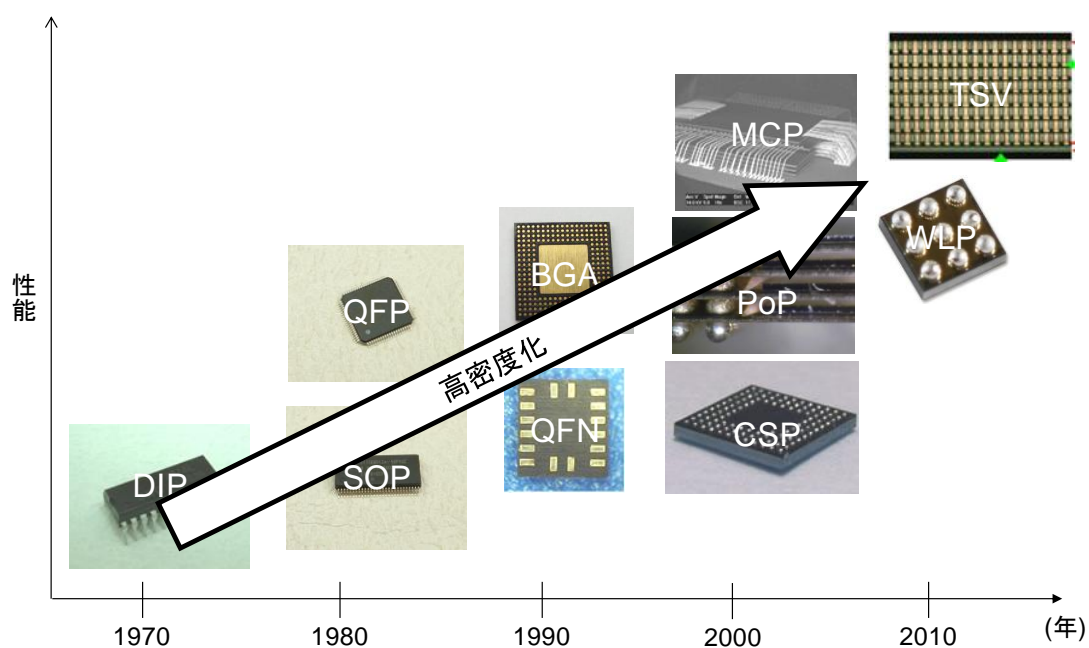 TSV
MCP
WLP
BGA
QFP
PoP
性能
高密度化
QFN
CSP
DIP
SOP
1970
1980
1990
2000
2010
(年)